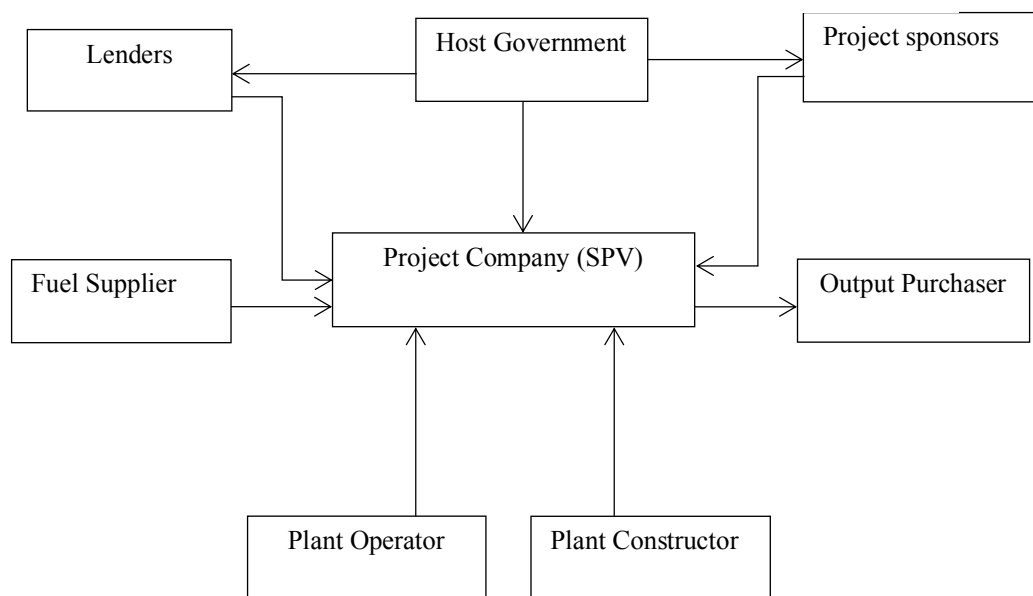 Lenders
Host Government
Project sponsors
Project Company (SPV)
Fuel Supplier
Output Purchaser
Plant Operator
Plant Constructor